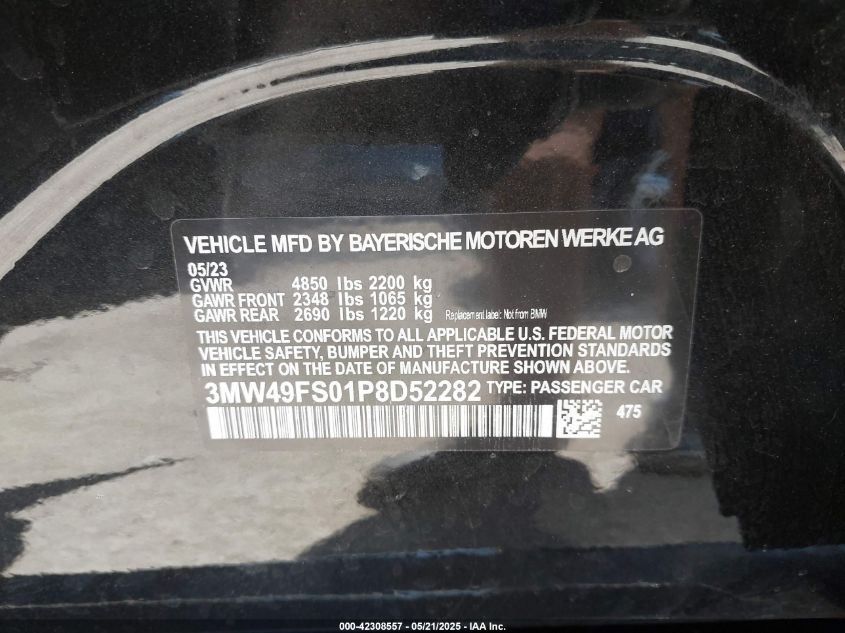 VEHICLE MFD BY BAYERISCHE MOTOREN WERKE AG
05/23
GVWR 4850 lbs 2200 kg
GAWR FRONT 2348 lbs 1065 kg
GAWR REAR 2690 lbs 1220 kg Replacement label: Not from BMW
THIS VEHICLE CONFORMS TO ALL APPLICABLE U.S. FEDERAL MOTOR
VEHICLE SAFETY, BUMPER AND THEFT PREVENTION STANDARDS
IN EFFECT ON THE DATE OF MANUFACTURE SHOWN ABOVE.
3MW49FS01P8D52282 TYPE: PASSENGER CAR
475
000-42308557 - 05/21/2025 - IAA Inc.